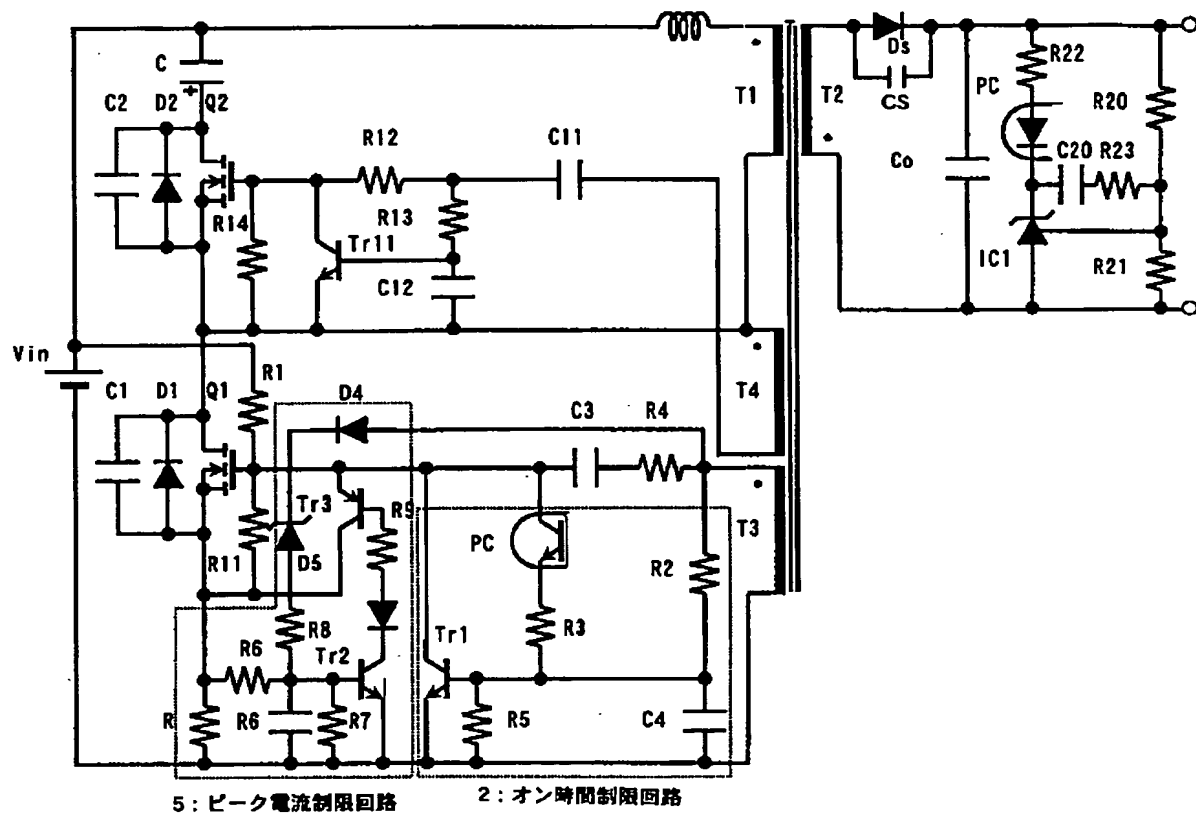 T
C
+
C2
D2
Q2
R12
C11
T1
T2
Ds
CS
R22
PC
R20
Co
C20
R23
R14
R13
Tr11
C12
IC1
R21
Vin
C1
D1
Q1
R1
D4
C3
R4
T4
T3
Tr3
R9
PC
R2
R11
D5
R8
R3
Tr2
Tr1
R6
R
R6
R7
R5
C4
5:ピーク電流制限回路
2:オン時間制限回路